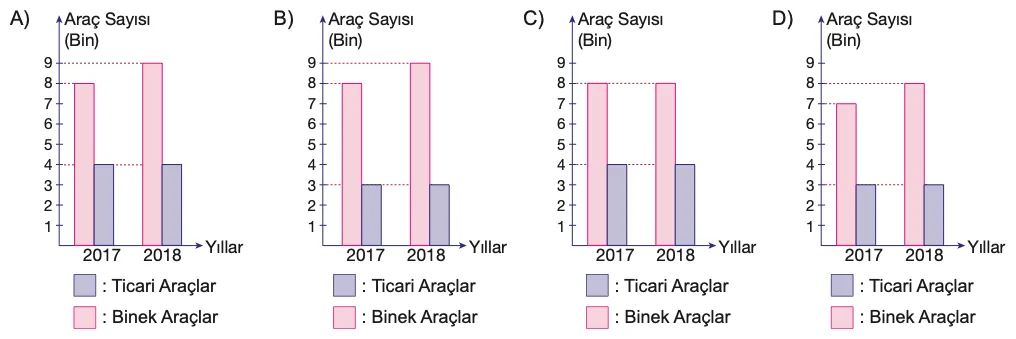 A)
Araç Sayısı
(Bin)
9
8
7
6
5
4
3
2
1
2017 2018
Yıllar
: Ticari Araçlar
: Binek Araçlar
B)
Araç Sayısı
(Bin)
9
8
7
6
5
4
3
2
1
2017 2018
Yıllar
: Ticari Araçlar
: Binek Araçlar
C)
Araç Sayısı
(Bin)
9
8
7
6
5
4
3
2
1
2017 2018
Yıllar
: Ticari Araçlar
: Binek Araçlar
D)
Araç Sayısı
(Bin)
9
8
7
6
5
4
3
2
1
2017 2018
Yıllar
: Ticari Araçlar
: Binek Araçlar